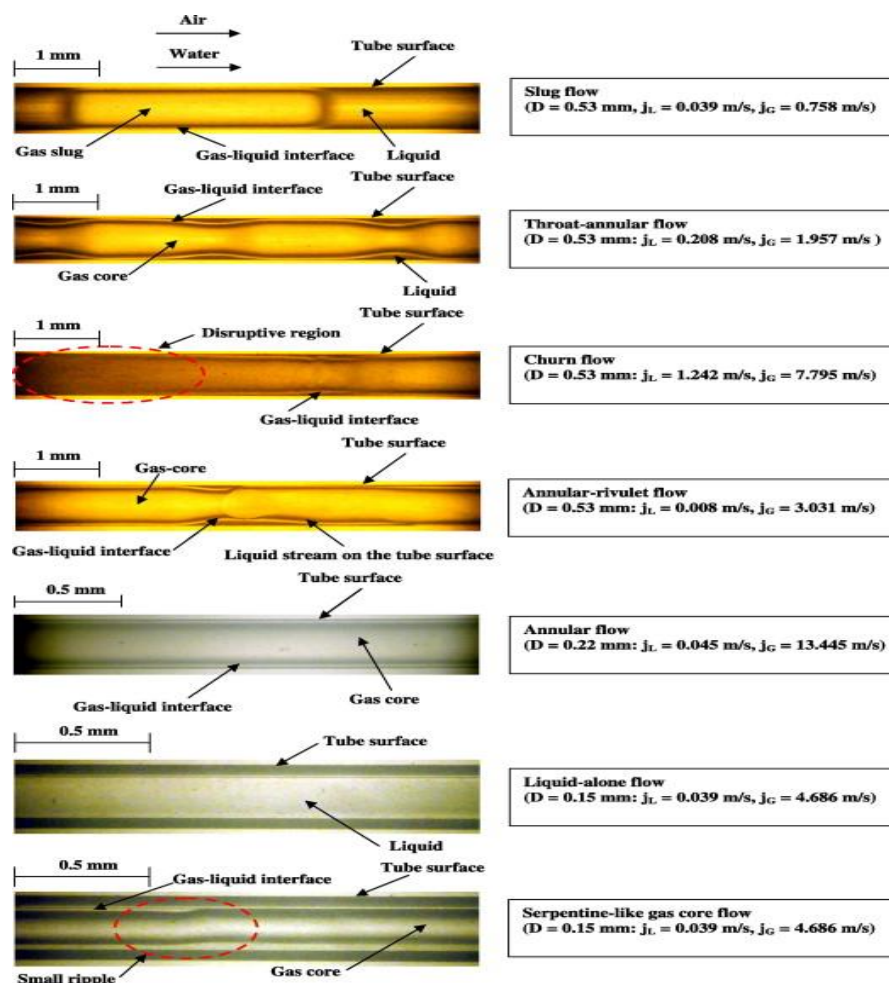 Air
Water
Tube surface
1 mm
Slug flow
(D = 0.53 mm, jL = 0.039 m/s, jG = 0.758 m/s)
Gas slug
Gas-liquid interface
Liquid
Gas-liquid interface
Tube surface
1 mm
Throat-annular flow
(D = 0.53 mm: jL = 0.208 m/s, jG = 1.957 m/s )
Gas core
Liquid
Tube surface
Disruptive region
1 mm
Churn flow
(D = 0.53 mm: jL = 1.242 m/s, jG = 7.795 m/s)
Gas-liquid interface
Tube surface
1 mm
Gas-core
Annular-rivulet flow
(D = 0.53 mm: jL = 0.008 m/s, jG = 3.031 m/s)
Gas-liquid interface
Liquid stream on the tube surface
Tube surface
0.5 mm
Annular flow
(D = 0.22 mm: jL = 0.045 m/s, jG = 13.445 m/s)
Gas-liquid interface
Gas core
0.5 mm
Tube surface
Liquid-alone flow
(D = 0.15 mm: jL = 0.039 m/s, jG = 4.686 m/s)
Liquid
Tube surface
0.5 mm
Gas-liquid interface
Serpentine-like gas core flow
(D = 0.15 mm: jL = 0.039 m/s, jG = 4.686 m/s)
Small ripple
Gas core